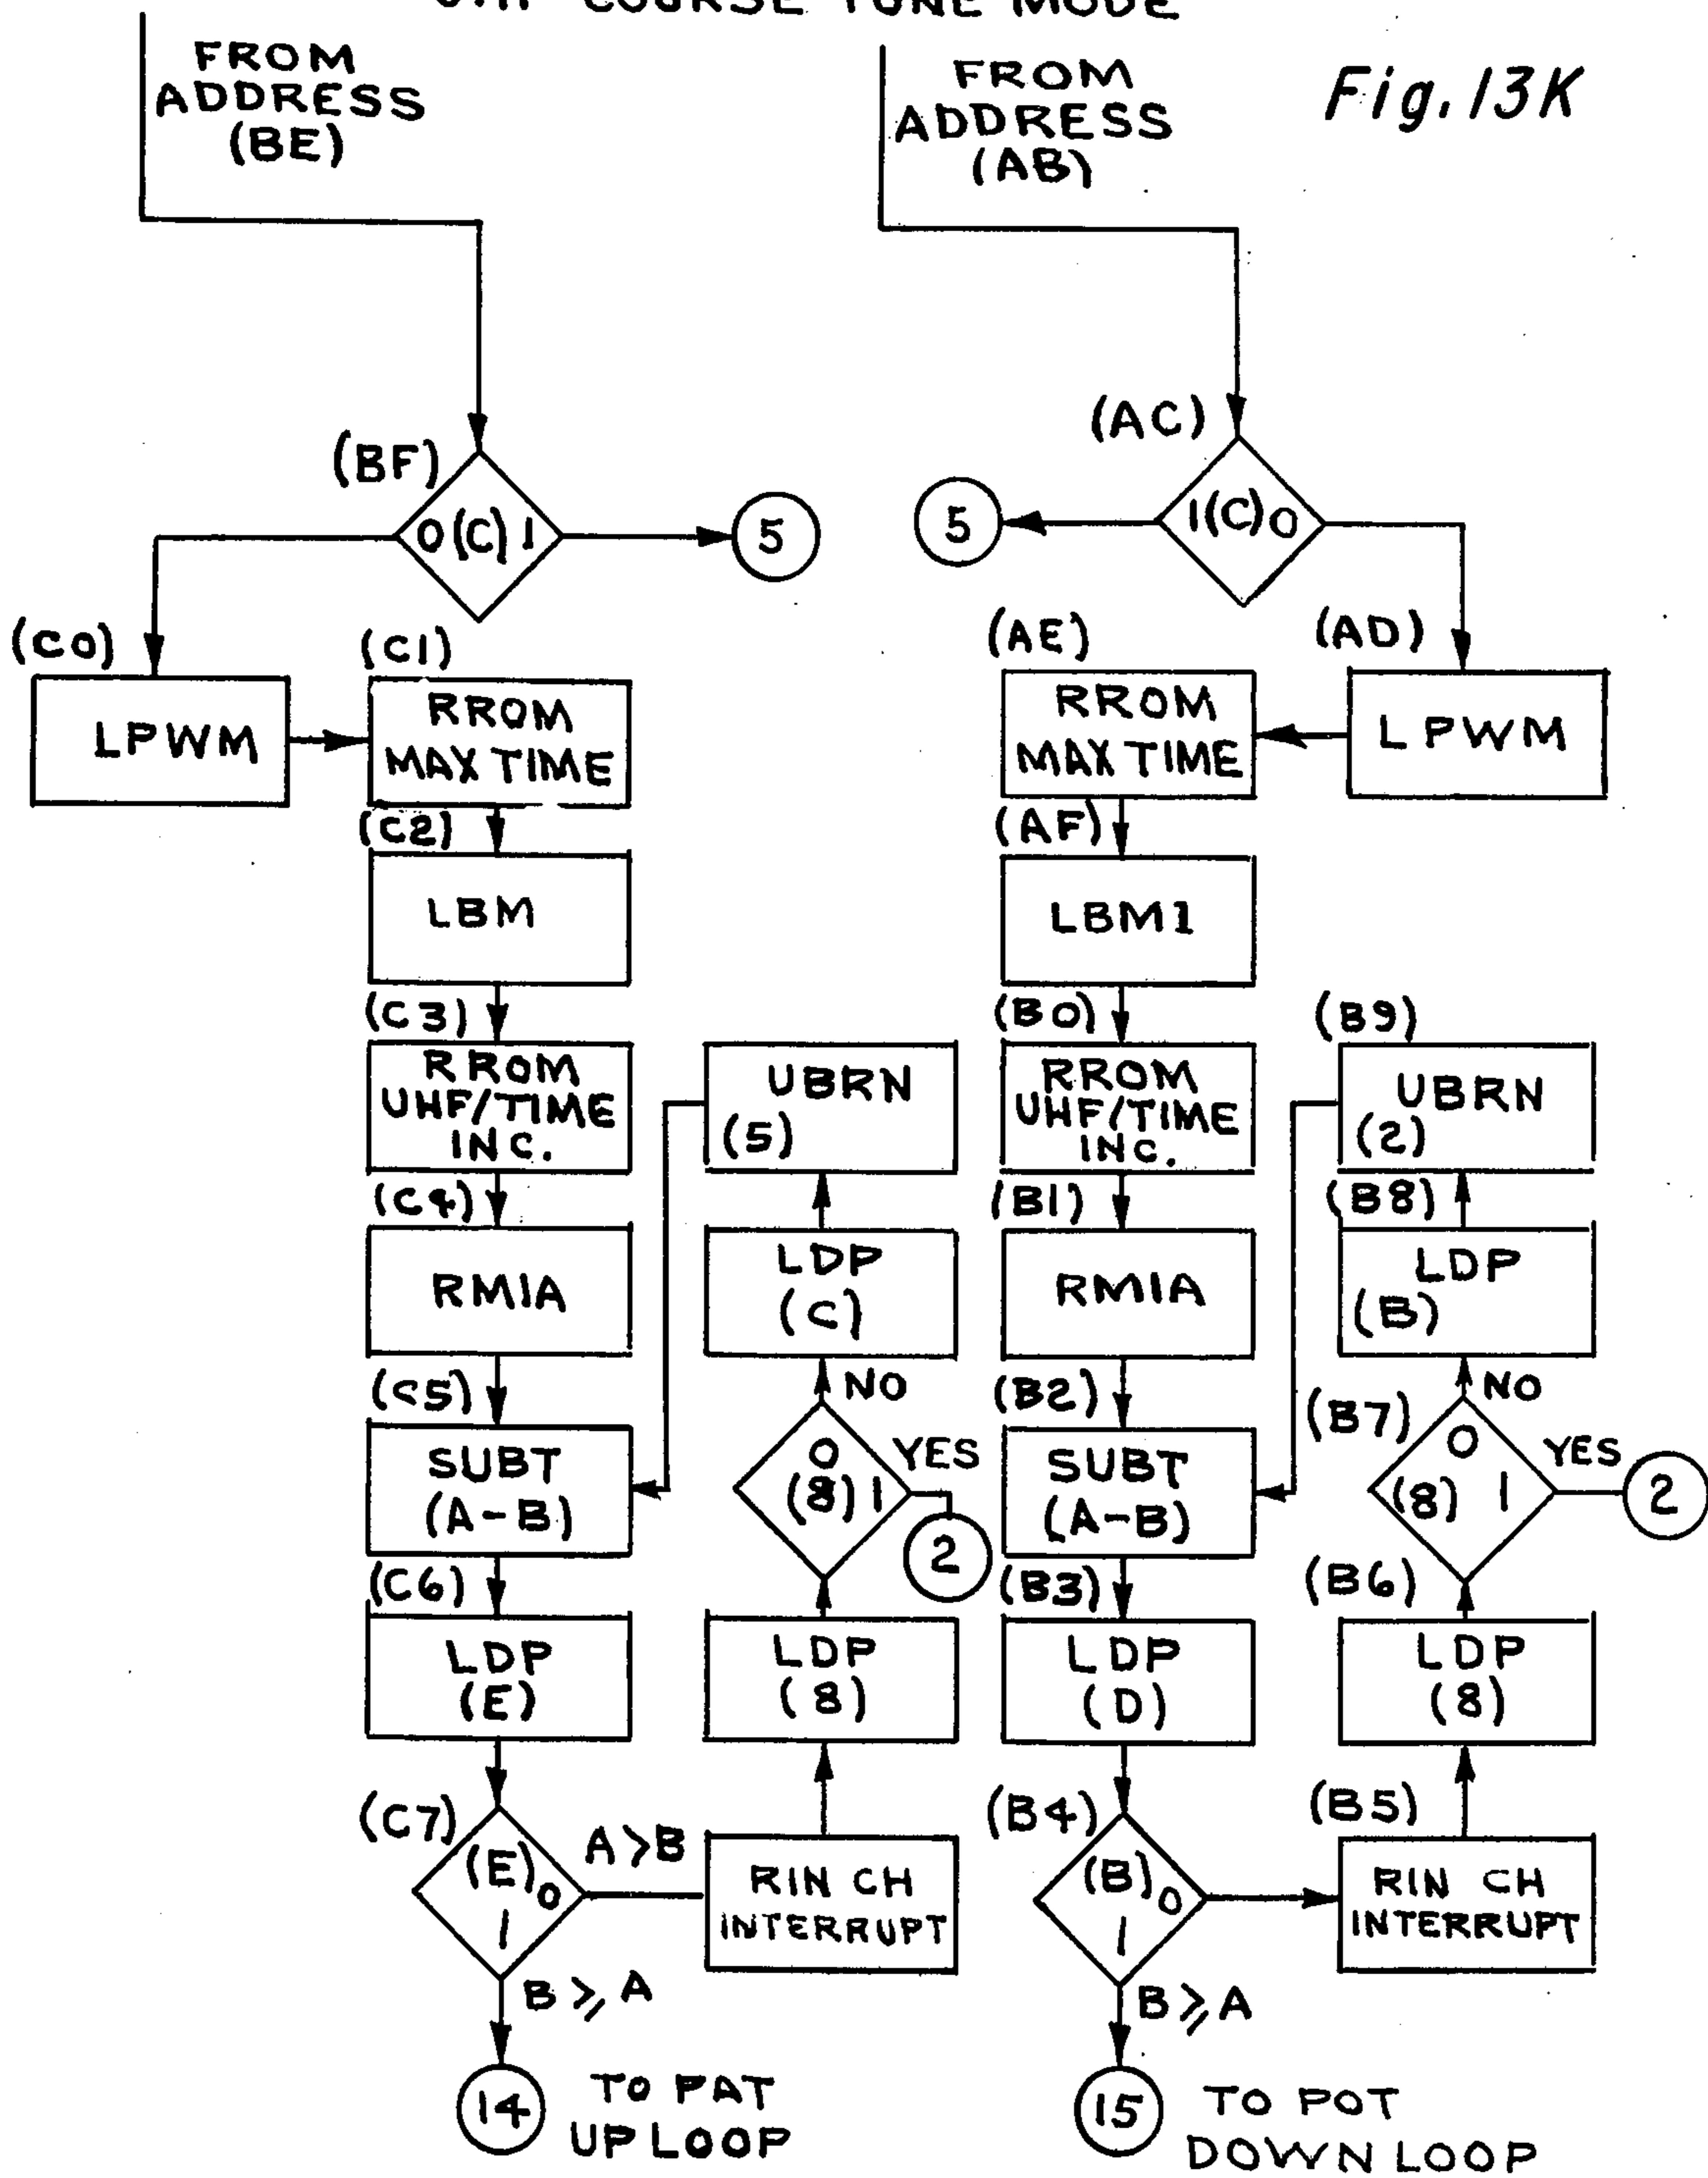 COURSE TUNE MODE
FROM
ADDRESS
(BE)
FROM
ADDRESS
(AB)
Fig. 13K
(BF)
0 (C) 1
5
(AC)
1 (C) 0
5
(C0)
LPWM
(C1)
RROM
MAX TIME
(AE)
RROM
MAX TIME
(AD)
LPWM
(C2)
LBM
(AF)
LBM1
(C3)
RROM
UHF/TIME
INC.
UBRN
(5)
(B0)
RROM
UHF/TIME
INC.
(B9)
UBRN
(2)
(C4)
RM1A
LDP
(C)
(B1)
RM1A
(B8)
LDP
(B)
(C5)
SUBT
(A-B)
NO
0
(8) 1
YES
2
(B2)
SUBT
(A-B)
(B7)
NO
0
(8) 1
YES
2
(C6)
LDP
(E)
LDP
(8)
(B3)
LDP
(D)
(B6)
LDP
(8)
(C7)
(E) 0
1
A>B
RIN CH
INTERRUPT
(B4)
(B) 0
1
(B5)
RIN CH
INTERRUPT
B ⩾ A
B ⩾ A
14
TO PAT
UP LOOP
15
TO POT
DOWN LOOP